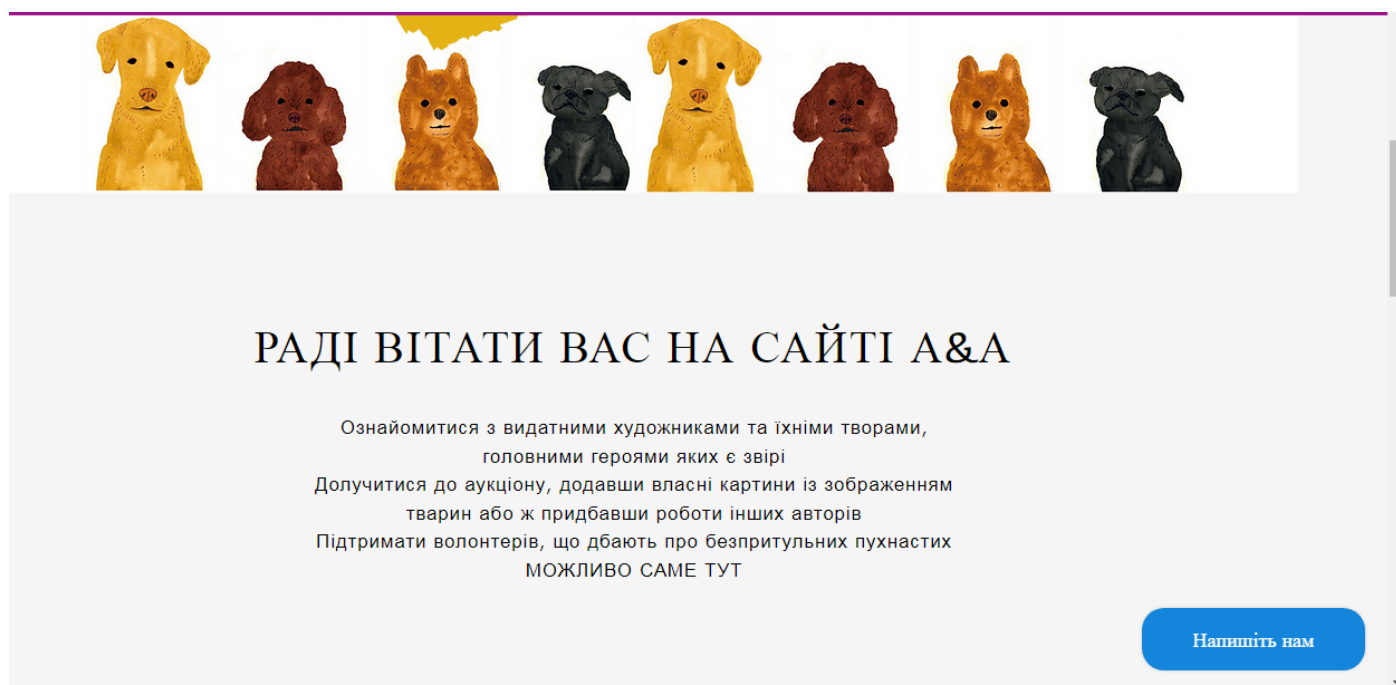 РАДІ ВІТАТИ ВАС НА САЙТІ А&А
Ознайомитися з видатними художниками та їхніми творами,
головними героями яких є звірі
Долучитися до аукціону, додавши власні картини із зображенням
тварин або ж придбавши роботи інших авторів
Підтримати волонтерів, що дбають про безпритульних пухнастих
МОЖЛИВО САМЕ ТУТ
Напишіть нам